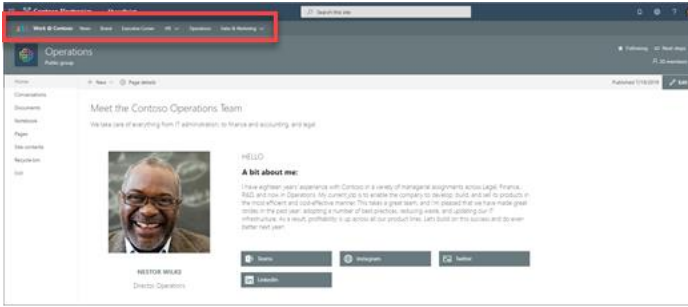 Contoso Electronics SharePoint
Search this site
Work @ Contoso News Brand Executive Corner HR Operations Sales & Marketing
Operations
Public group
Following Next steps
20 members
Home
+ New Page details
Published 7/18/2019 Edit
Conversations
Documents
Notebook
Pages
Site contents
Recycle bin
Edit
Meet the Contoso Operations Team
We take care of everything from IT administration, to finance and accounting, and legal
HELLO
A bit about me:
I have eighteen years' experience with Contoso in a variety of managerial assignments across Legal, Finance,
R&D, and now in Operations. My current job is to enable the company to develop, build, and sell its products in
the most efficient and cost-effective manner. This takes a great team, and I'm pleased that we have made great
strides in the past year, adopting a number of best practices, reducing waste, and updating our IT
infrastructure. As a result, profitability is up across all our product lines. Let's build on this success and do even
better next year!
Teams
Instagram
Twitter
LinkedIn
NESTOR WILKE
Director Operations